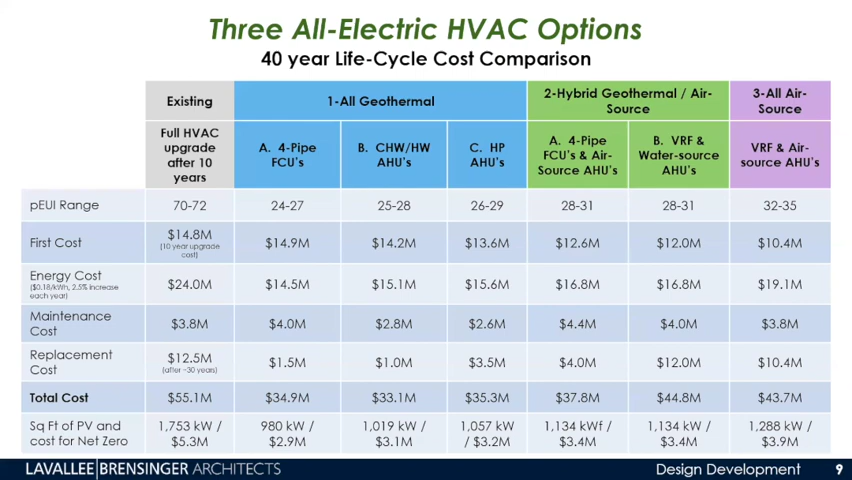 Three All-Electric HVAC Options
40 year Life-Cycle Cost Comparison
Existing 1-All Geothermal 2-Hybrid Geothermal / Air-Source 3-All Air-Source
Full HVAC upgrade after 10 years A. 4-Pipe FCU's B. CHW/HW AHU's C. HP AHU's A. 4-Pipe FCU's & Air-Source AHU's B. VRF & Water-source AHU's VRF & Air-source AHU's
pEUI Range 70-72 24-27 25-28 26-29 28-31 28-31 32-35
First Cost $14.8M (10 year upgrade cost) $14.9M $14.2M $13.6M $12.6M $12.0M $10.4M
Energy Cost ($0.18/kWh, 2.5% increase each year) $24.0M $14.5M $15.1M $15.6M $16.8M $16.8M $19.1M
Maintenance Cost $3.8M $4.0M $2.8M $2.6M $4.4M $4.0M $3.8M
Replacement Cost $12.5M (after ~30 years) $1.5M $1.0M $3.5M $4.0M $12.0M $10.4M
Total Cost $55.1M $34.9M $33.1M $35.3M $37.8M $44.8M $43.7M
Sq Ft of PV and cost for Net Zero 1,753 kW / $5.3M 980 kW / $2.9M 1,019 kW / $3.1M 1,057 kW / $3.2M 1,134 kWf / $3.4M 1,134 kW / $3.4M 1,288 kW / $3.9M
LAVALLEE|BRENSINGER ARCHITECTS Design Development 9